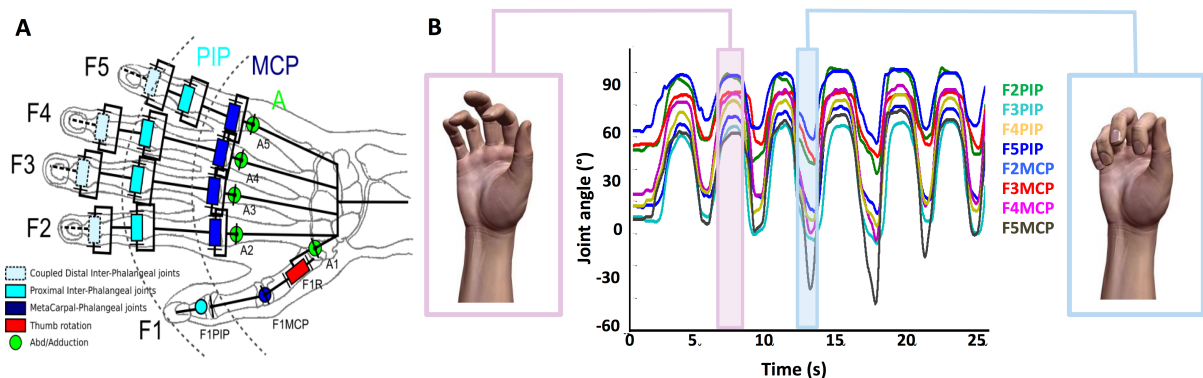 A
PIP
MCP
A
F5
F4
F3
F2
F1
A5
A4
A3
A2
A1
F1R
F1MCP
F1PIP
Coupled Distal Inter-Phalangeal joints
Proximal Inter-Phalangeal joints
MetaCarpal-Phalangeal joints
Thumb rotation
Abd/Adduction
B
Joint angle (°)
90
60
30
0
-30
-60
0 5 10 15 20 25
Time (s)
F2PIP
F3PIP
F4PIP
F5PIP
F2MCP
F3MCP
F4MCP
F5MCP